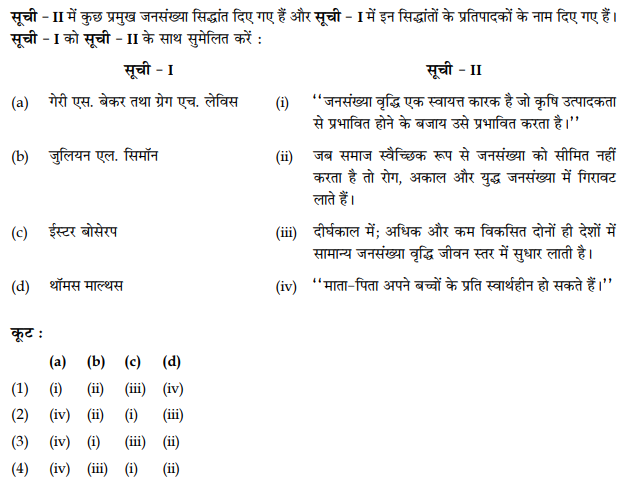 सूची - II में कुछ प्रमुख जनसंख्या सिद्धांत दिए गए हैं और सूची - I में इन सिद्धांतों के प्रतिपादकों के नाम दिए गए हैं।
सूची - I को सूची - II के साथ सुमेलित करें :
सूची - I सूची - II
(a) गेरी एस. बेकर तथा ग्रेग एच. लेविस (i) ‘‘जनसंख्या वृद्धि एक स्वायत्त कारक है जो कृषि उत्पादकता
से प्रभावित होने के बजाय उसे प्रभावित करता है।’’
(b) जुलियन एल. सिमॉन (ii) जब समाज स्वैच्छिक रूप से जनसंख्या को सीमित नहीं
करता है तो रोग, अकाल और युद्ध जनसंख्या में गिरावट
लाते हैं।
(c) ईस्टर बोसेरप (iii) दीर्घकाल में; अधिक और कम विकसित दोनों ही देशों में
सामान्य जनसंख्या वृद्धि जीवन स्तर में सुधार लाती है।
(d) थॉमस माल्थस (iv) ‘‘माता-पिता अपने बच्चों के प्रति स्वार्थहीन हो सकते हैं।’’
कूट :
(a) (b) (c) (d)
(1) (i) (ii) (iii) (iv)
(2) (iv) (ii) (i) (iii)
(3) (iv) (i) (iii) (ii)
(4) (iv) (iii) (i) (ii)